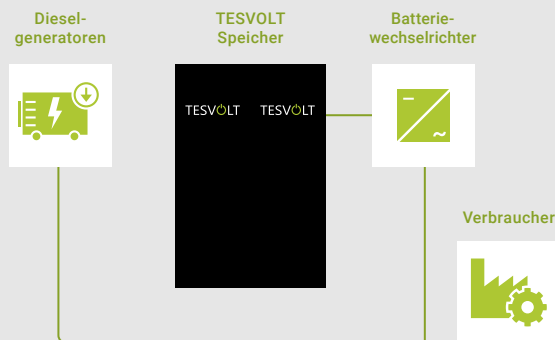 Diesel-
generatoren
TESVOLT
Speicher
Batterie-
wechselrichter
TESVOLT TESVOLT
Verbraucher